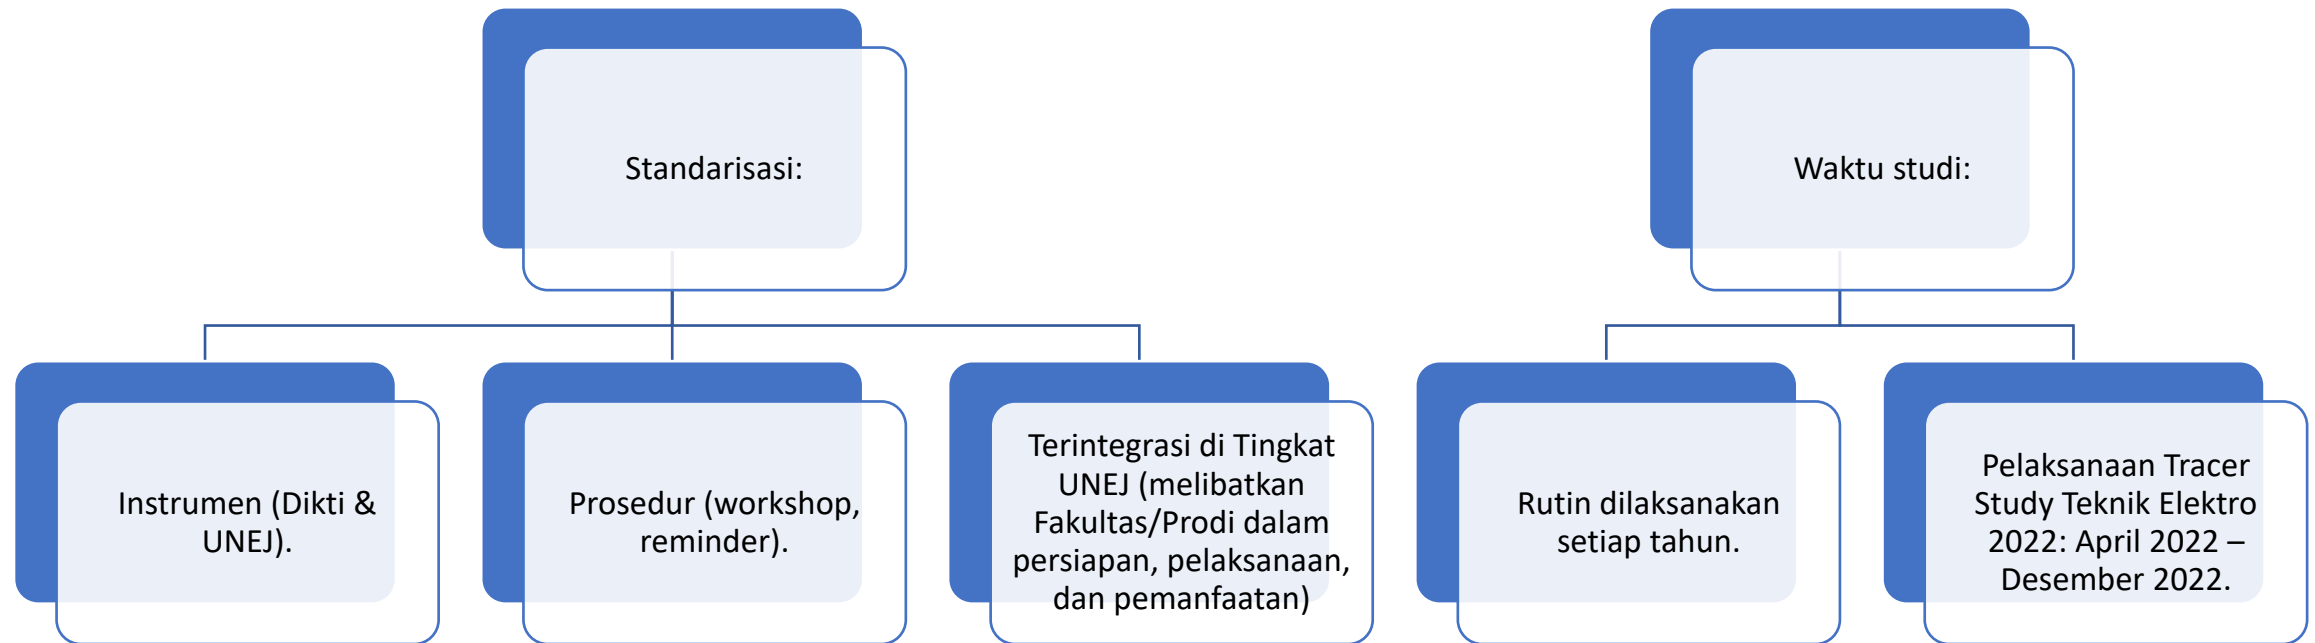 Standarisasi:
Waktu studi:
Instrumen (Dikti &
UNEJ).
Prosedur (workshop,
reminder).
Terintegrasi di Tingkat
UNEJ (melibatkan
Fakultas/Prodi dalam
persiapan, pelaksanaan,
dan pemanfaatan)
Rutin dilaksanakan
setiap tahun.
Pelaksanaan Tracer
Study Teknik Elektro
2022: April 2022 –
Desember 2022.